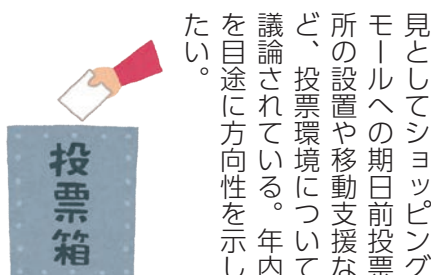 見としてショッピング
モールへの期日前投票
所の設置や移動支援な
ど、投票環境について
議論されている。年内
を目途に方向性を示し
たい。
投票箱